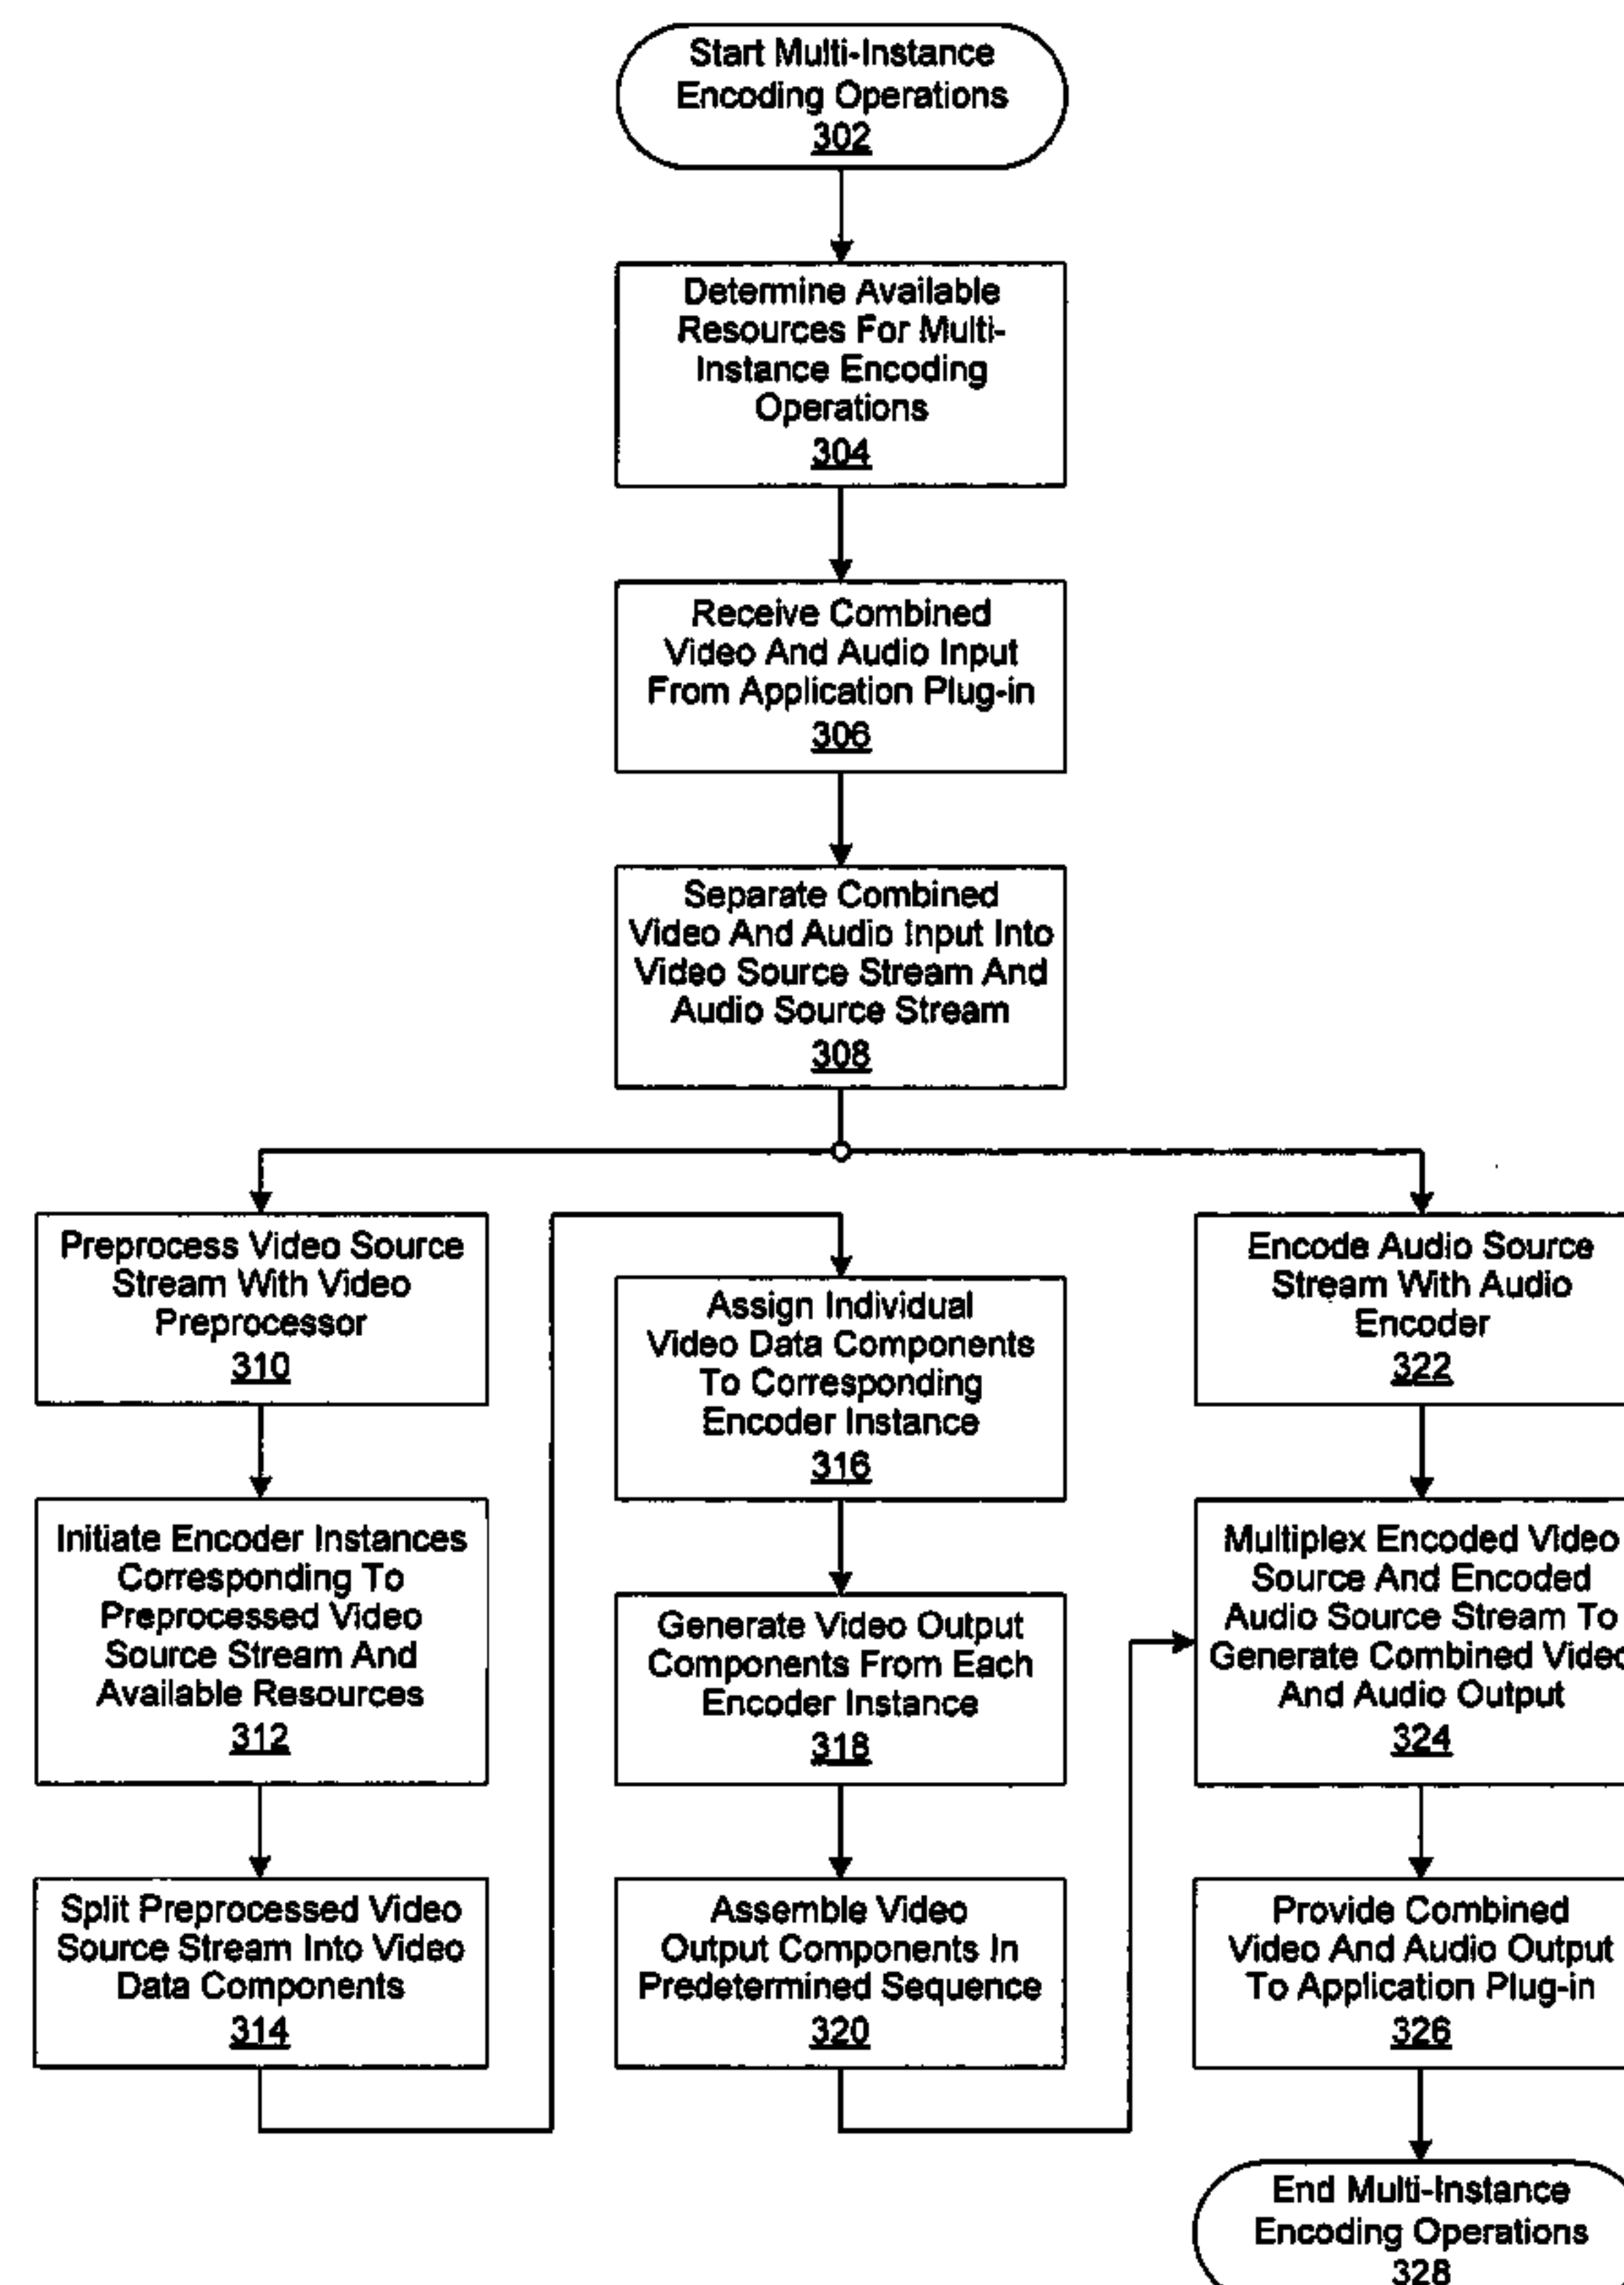 Start Multi-Instance
Encoding Operations
302
Determine Available
Resources For Multi-
Instance Encoding
Operations
304
Receive Combined
Video And Audio Input
From Application Plug-in
306
Separate Combined
Video And Audio Input Into
Video Source Stream And
Audio Source Stream
308
Preprocess Video Source
Stream With Video
Preprocessor
310
Initiate Encoder Instances
Corresponding To
Preprocessed Video
Source Stream And
Available Resources
312
Split Preprocessed Video
Source Stream Into Video
Data Components
314
Assign Individual
Video Data Components
To Corresponding
Encoder Instance
316
Generate Video Output
Components From Each
Encoder Instance
318
Assemble Video
Output Components In
Predetermined Sequence
320
Encode Audio Source
Stream With Audio
Encoder
322
Multiplex Encoded Video
Source And Encoded
Audio Source Stream To
Generate Combined Video
And Audio Output
324
Provide Combined
Video And Audio Output
To Application Plug-in
326
End Multi-Instance
Encoding Operations
328